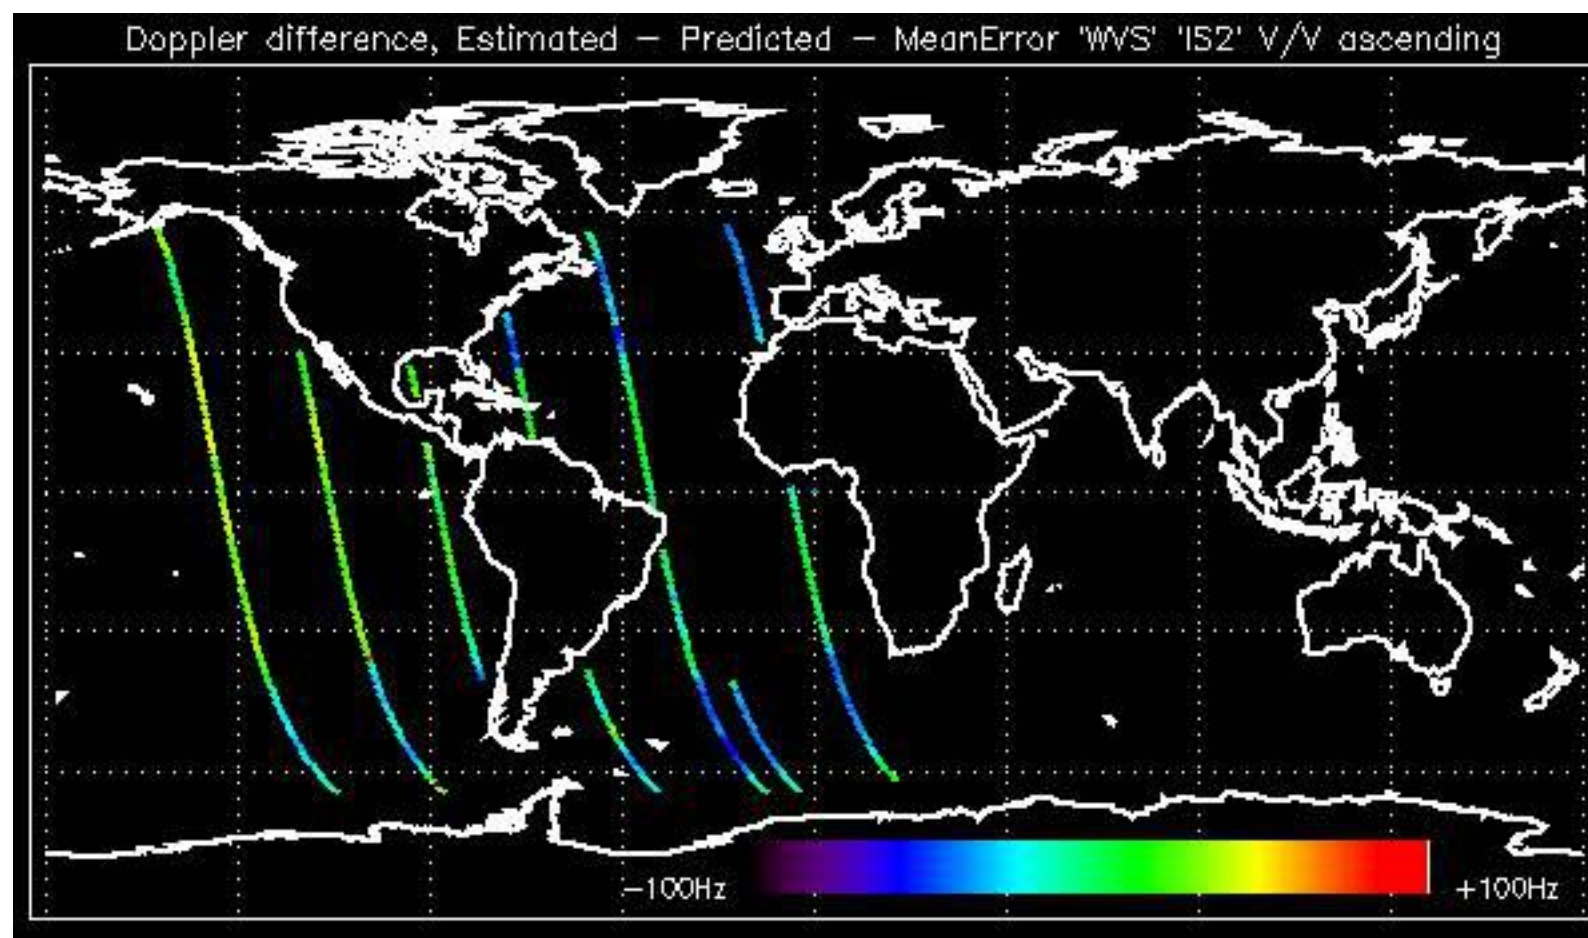 Doppler difference, Estimated – Predicted – MeanError 'WVS' 'IS2' V/V ascending
–100Hz +100Hz